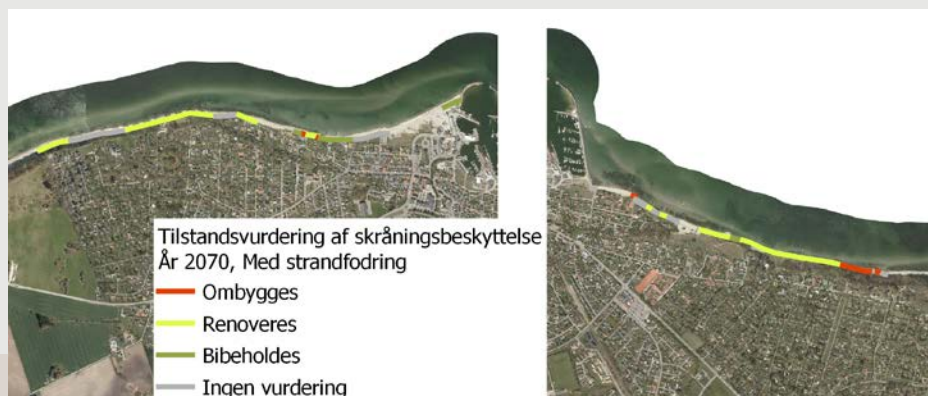 Tilstandsvurdering af skråningsbeskyttelse
År 2070, Med strandfodring
Ombygges
Renoveres
Bibeholdes
Ingen vurdering